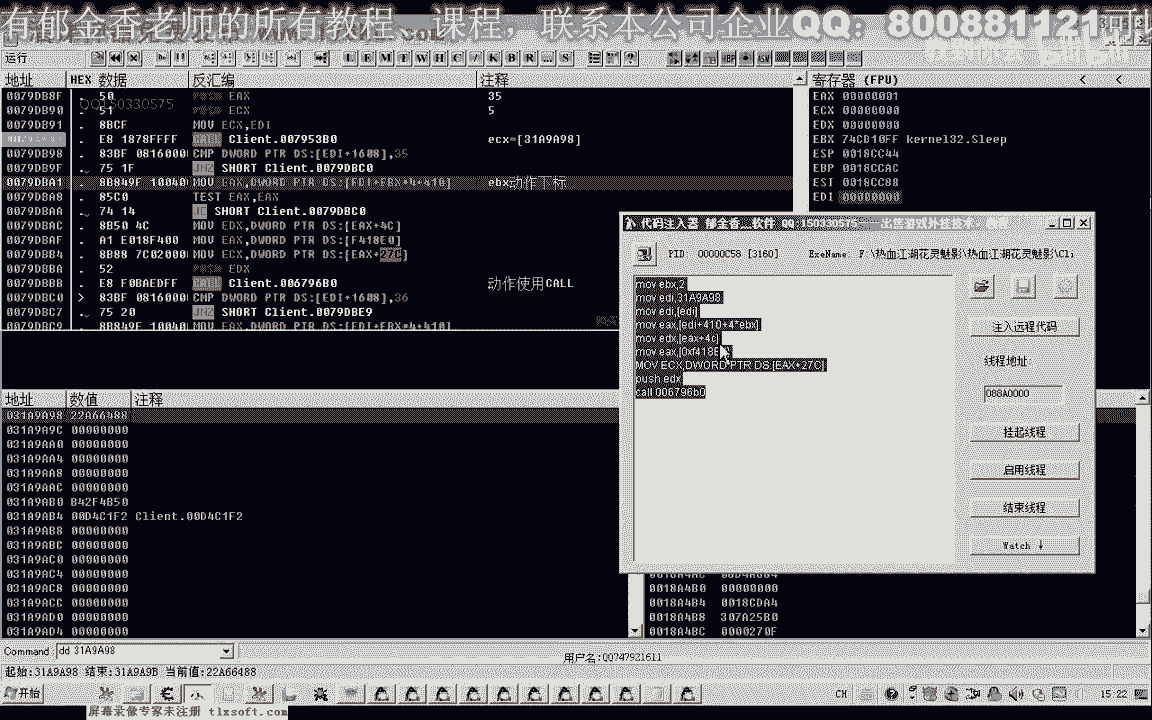 有郁金香老师的所有教程、课程，联系本公司企业QQ：800881121可以
运行
L E M T W H C / K B R ... S
地址 HEX 数据 反汇编 注释
0079DB8F . 50 PUSH EAX 35
0079DB90 . 51 PUSH ECX 5
QQ150330575
0079DB91 . 8BCF MOV ECX,EDI
. E8 1878FFFF CALL Client.007953B0 ecx=[31A9A98]
0079DB98 . 83BF 08160000 CMP DWORD PTR DS:[EDI+1608],35
0079DB9F . 75 1F JNZ SHORT Client.0079DBC0
0079DBA1 . 8B849F 10040 MOV EAX,DWORD PTR DS:[EDI+EBX*4+410] ebx动作下标
0079DBA8 . 85C0 TEST EAX,EAX
0079DBAA . 74 14 JE SHORT Client.0079DBC0
0079DBAC . 8B50 4C MOV EDX,DWORD PTR DS:[EAX+4C]
0079DBAF . A1 E018F400 MOV EAX,DWORD PTR DS:[F418E0]
0079DBB4 . 8B88 7C02000 MOV ECX,DWORD PTR DS:[EAX+27C]
0079DBBA . 52 PUSH EDX
0079DBBB . E8 F0BAEDFF CALL Client.006796B0 动作使用CALL
0079DBC0 > 83BF 08160000 CMP DWORD PTR DS:[EDI+1608],36
0079DBC7 . 75 20 JNZ SHORT Client.0079DBE9
0079DBC9 . 8B849F 10040 MOV EAX,DWORD PTR DS:[EDI+EBX*4+410]
寄存器 (FPU) < <
EAX 00000001
ECX 00000000
EDX 00000000
EBX 74CD10FF kernel32.Sleep
ESP 0018CC44
EBP 0018CCAC
ESI 0018CC88
EDI 00000000
代码注入器 郁金香 软件 QQ 150330575 出售游戏外挂技术
PID: 00000C58 [3160] ExeName: F:\热血江湖花灵魅影\热血江湖花灵魅影\Cli
mov ebx,2
mov edi,31A9A98
mov edi,[edi]
mov eax,[edi+410+4*ebx]
mov edx,[eax+4c]
mov eax,[0xf418E
MOV ECX,DWORD PTR DS:[EAX+27C]
push edx
call 006796b0
注入远程代码
线程地址:
088A0000
挂起线程
启用线程
结束线程
Watch ↓
地址 数值 注释
031A9A98 22A66488
031A9A9C 00000000
031A9AA0 00000000
031A9AA4 00000000
031A9AA8 00000000
031A9AAC 00000000
031A9AB0 B42F4B50
031A9AB4 00D4C1F2 Client.00D4C1F2
031A9AB8 00000000
031A9ABC 00000000
031A9AC0 00000000
031A9AC4 00000000
031A9AC8 00000000
031A9ACC 00000000
031A9AD0 00000000
031A9AD4 00000000
0018A4B0 00000000
0018A4B4 0018CDA4
0018A4B8 307A25B0
0018A4BC 0000270F
Command dd 31A9A98
用户名:QQ747921611
起始:31A9A98 结束:31A9A9B 当前值:22A66488
开始
CH
15:22
屏幕录像专家未注册 tlzsoft.com